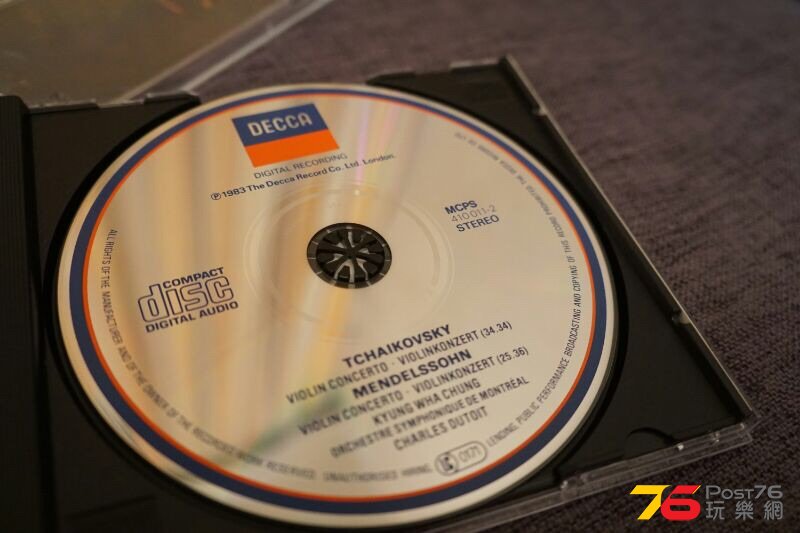 DECCA
DIGITAL RECORDING
℗1983 The Decca Record Co. Ltd. London.
MCPS
410 011-2
STEREO
COMPACT
disc
DIGITAL AUDIO
TCHAIKOVSKY
VIOLIN CONCERTO · VIOLINKONZERT (34.34)
MENDELSSOHN
VIOLIN CONCERTO · VIOLINKONZERT (25.36)
KYUNG WHA CHUNG
ORCHESTRE SYMPHONIQUE DE MONTREAL
CHARLES DUTOIT
ALL RIGHTS OF THE MANUFACTURER AND OF THE OWNER OF THE RECORDED WORK RESERVED UNAUTHORISED HIRING LENDING, PUBLIC PERFORMANCE BROADCASTING AND COPYING OF THIS RECORD PROHIBITED
76 Post76
玩樂網